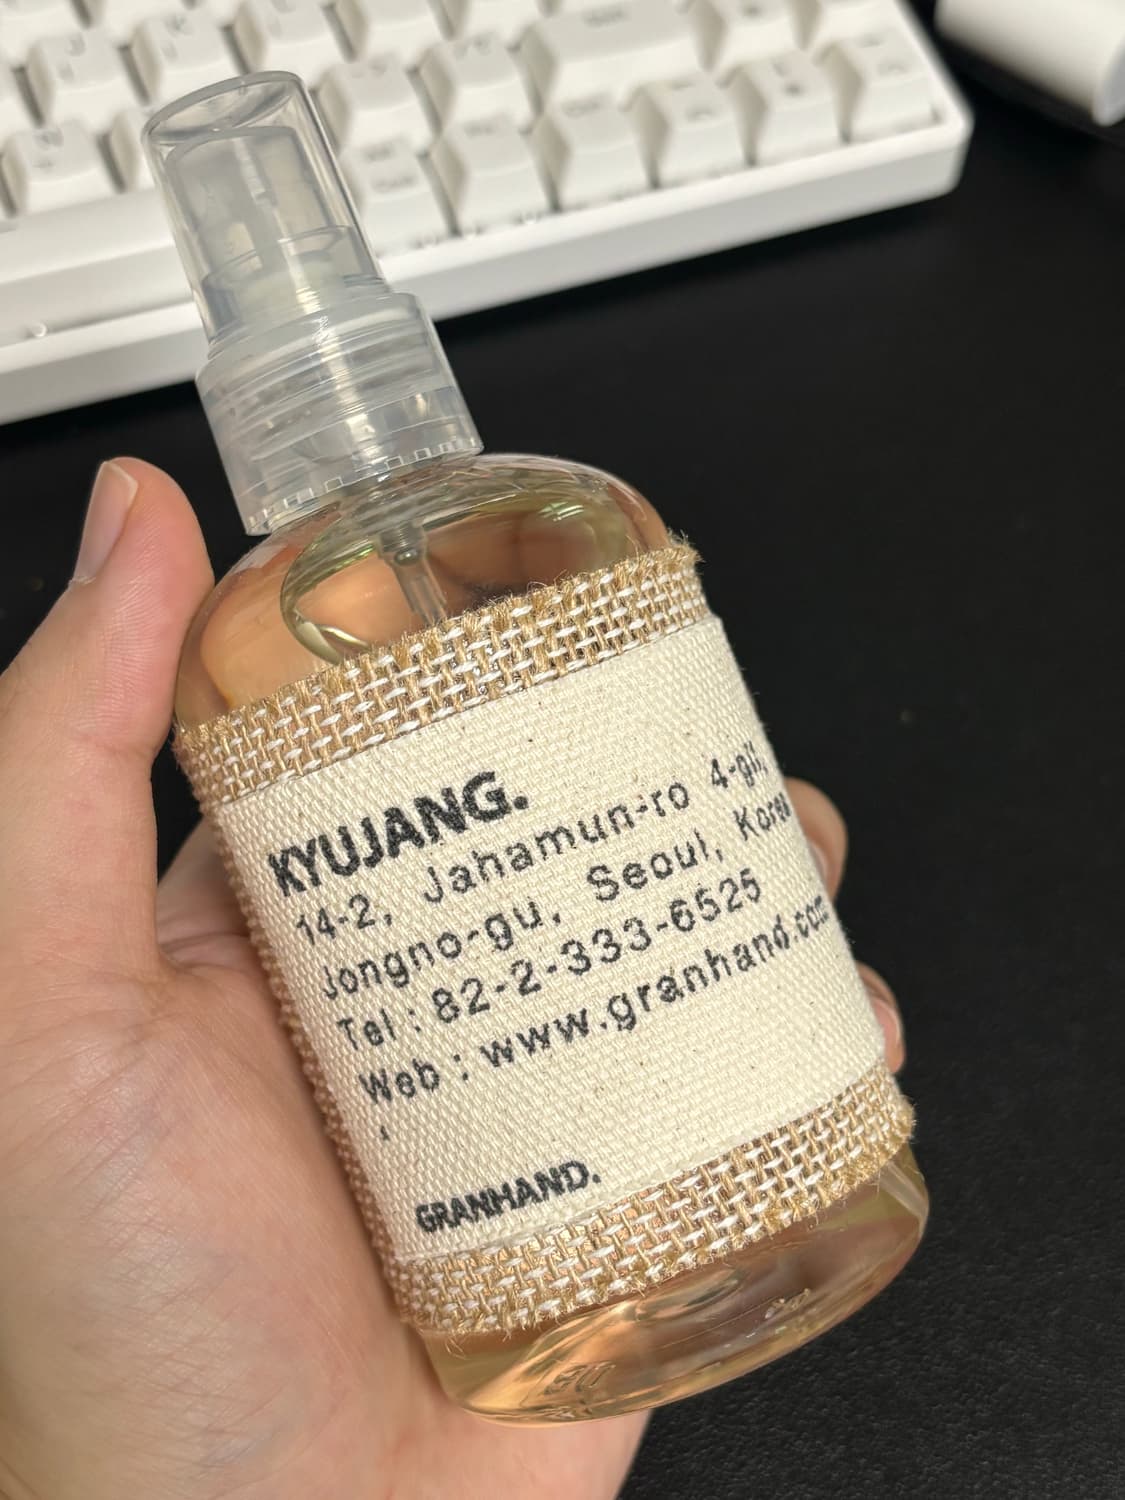 KYUJANG.
14-2, Jahamun-ro 4-gil,
Jongno-gu, Seoul, Korea
Tel : 82-2-333-6525
Web : www.granhand.com
GRANHAND.